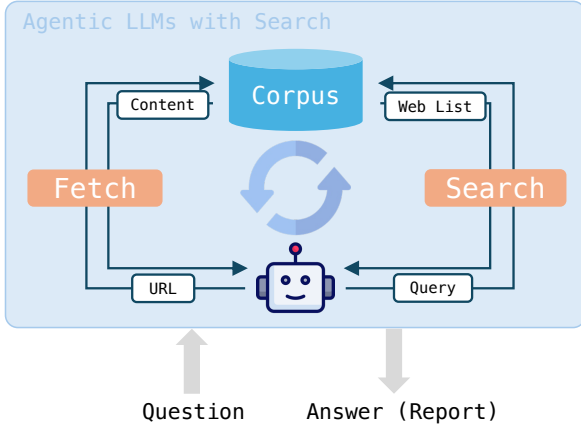 Agentic LLMs with Search
Content
Corpus
Web List
Fetch
Search
URL
Query
Question
Answer (Report)